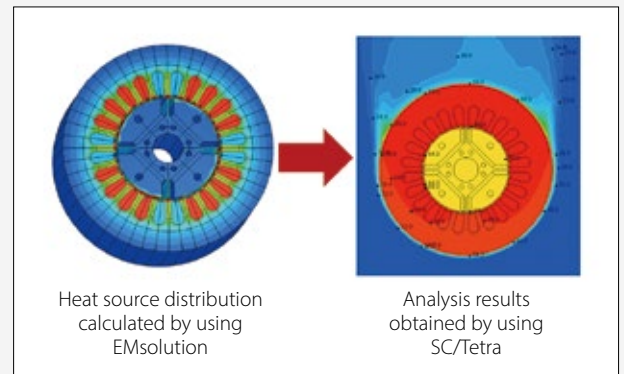 Heat source distribution
calculated by using
EMsolution
Analysis results
obtained by using
SC/Tetra